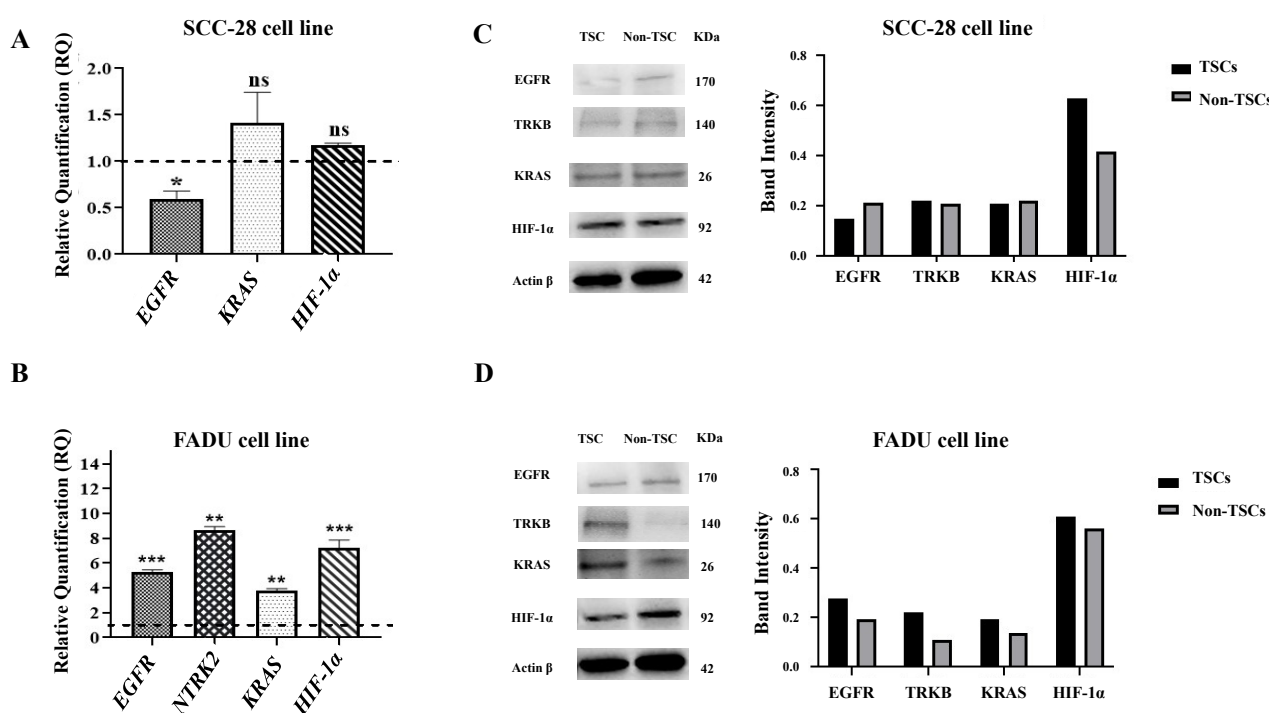 A
SCC-28 cell line
Relative Quantification (RQ)
2.0
1.5
1.0
0.5
0.0
*
ns
ns
EGFR
KRAS
HIF-1α
C
TSC Non-TSC KDa
EGFR 170
TRKB 140
KRAS 26
HIF-1α 92
Actin β 42
SCC-28 cell line
Band Intensity
0.8
0.6
0.4
0.2
0.0
EGFR TRKB KRAS HIF-1α
TSCs
Non-TSCs
B
FADU cell line
Relative Quantification (RQ)
14
12
10
8
6
4
2
0
***
**
**
***
EGFR
NTRK2
KRAS
HIF-1α
D
TSC Non-TSC KDa
EGFR 170
TRKB 140
KRAS 26
HIF-1α 92
Actin β 42
FADU cell line
Band Intensity
0.8
0.6
0.4
0.2
0.0
EGFR TRKB KRAS HIF-1α
TSCs
Non-TSCs